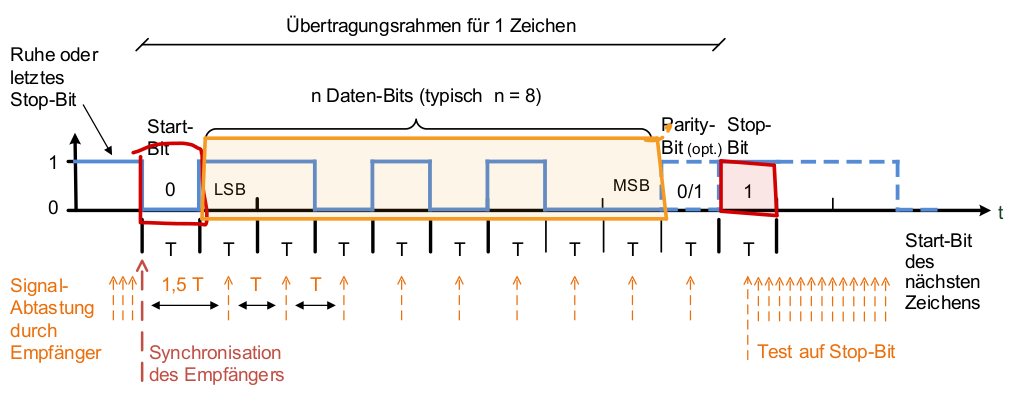 Übertragungsrahmen für 1 Zeichen
Ruhe oder
letztes
Stop-Bit
n Daten-Bits (typisch n = 8)
Start-
Bit
Parity-
Bit (opt.)
Stop-
Bit
1
0
0
LSB
MSB
0/1
1
t
T T T T T T T T T T T
Start-Bit
des
nächsten
Zeichens
Signal-
Abtastung
durch
Empfänger
1,5 T T T
Synchronisation
des Empfängers
Test auf Stop-Bit